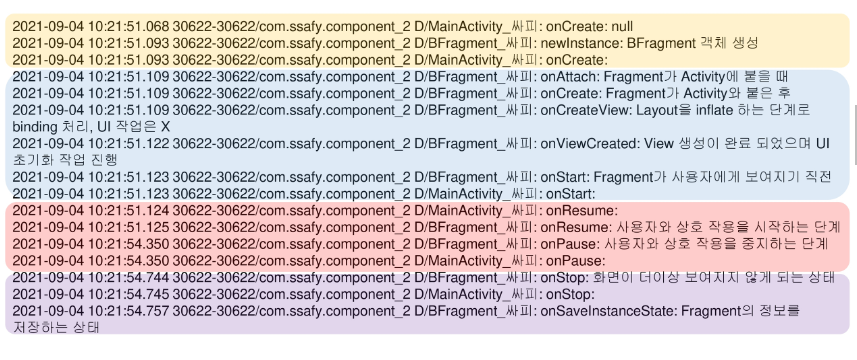 2021-09-04 10:21:51.068 30622-30622/com.ssafy.component_2 D/MainActivity_싸피: onCreate: null
2021-09-04 10:21:51.093 30622-30622/com.ssafy.component_2 D/BFragment_싸피: newInstance: BFragment 객체 생성
2021-09-04 10:21:51.093 30622-30622/com.ssafy.component_2 D/MainActivity_싸피: onCreate:
2021-09-04 10:21:51.109 30622-30622/com.ssafy.component_2 D/BFragment_싸피: onAttach: Fragment가 Activity에 붙을 때
2021-09-04 10:21:51.109 30622-30622/com.ssafy.component_2 D/BFragment_싸피: onCreate: Fragment가 Activity와 붙은 후
2021-09-04 10:21:51.109 30622-30622/com.ssafy.component_2 D/BFragment_싸피: onCreateView: Layout을 inflate 하는 단계로
binding 처리, UI 작업은 X
2021-09-04 10:21:51.122 30622-30622/com.ssafy.component_2 D/BFragment_싸피: onViewCreated: View 생성이 완료 되었으며 UI
초기화 작업 진행
2021-09-04 10:21:51.123 30622-30622/com.ssafy.component_2 D/BFragment_싸피: onStart: Fragment가 사용자에게 보여지기 직전
2021-09-04 10:21:51.123 30622-30622/com.ssafy.component_2 D/MainActivity_싸피: onStart:
2021-09-04 10:21:51.124 30622-30622/com.ssafy.component_2 D/MainActivity_싸피: onResume:
2021-09-04 10:21:51.125 30622-30622/com.ssafy.component_2 D/BFragment_싸피: onResume: 사용자와 상호 작용을 시작하는 단계
2021-09-04 10:21:54.350 30622-30622/com.ssafy.component_2 D/BFragment_싸피: onPause: 사용자와 상호 작용을 중지하는 단계
2021-09-04 10:21:54.350 30622-30622/com.ssafy.component_2 D/MainActivity_싸피: onPause:
2021-09-04 10:21:54.744 30622-30622/com.ssafy.component_2 D/BFragment_싸피: onStop: 화면이 더이상 보여지지 않게 되는 상태
2021-09-04 10:21:54.745 30622-30622/com.ssafy.component_2 D/MainActivity_싸피: onStop:
2021-09-04 10:21:54.757 30622-30622/com.ssafy.component_2 D/BFragment_싸피: onSaveInstanceState: Fragment의 정보를
저장하는 상태